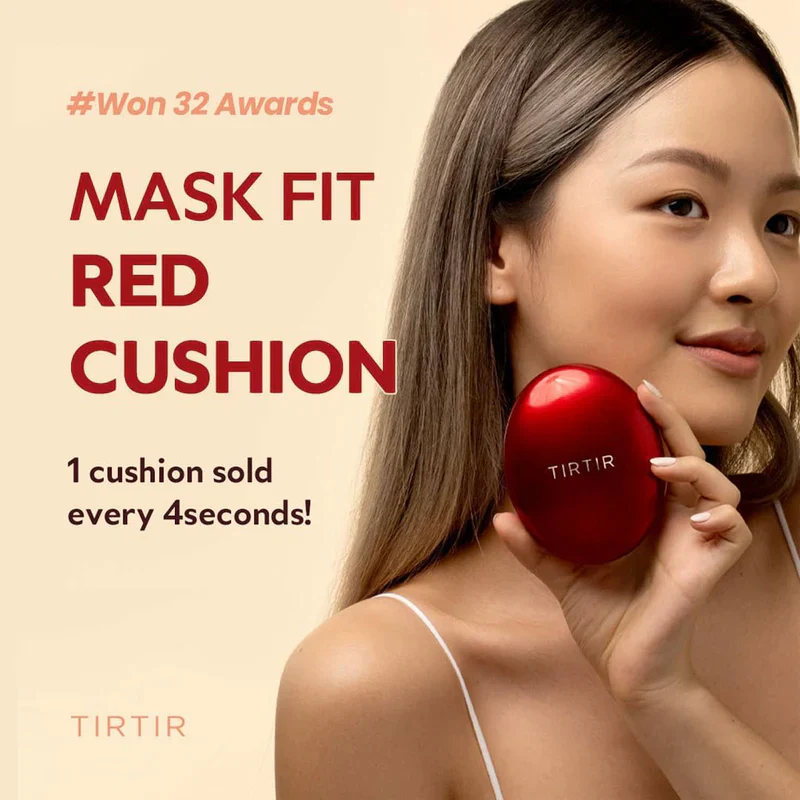 #Won 32 Awards
MASK FIT
RED
CUSHION
1 cushion sold
every 4seconds!
TIRTIR
TIRTIR